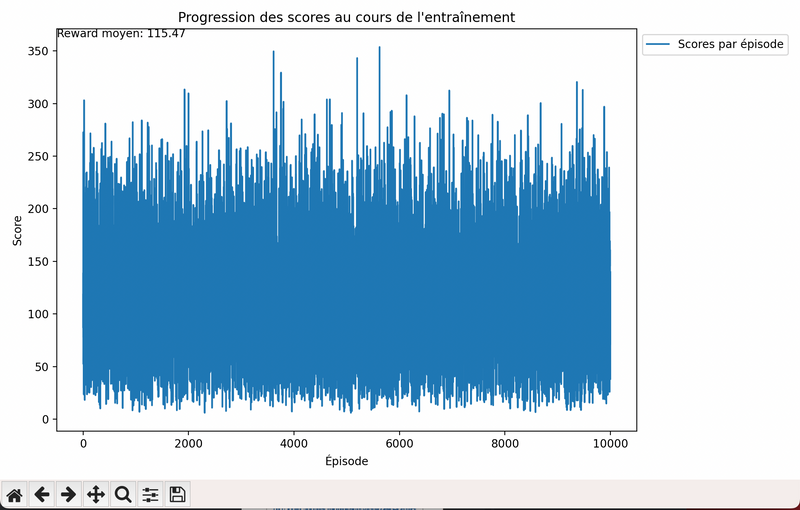 Progression des scores au cours de l'entraînement
Reward moyen: 115.47
Scores par épisode
350
300
250
200
150
100
50
0
Score
0 2000 4000 6000 8000 10000
Épisode